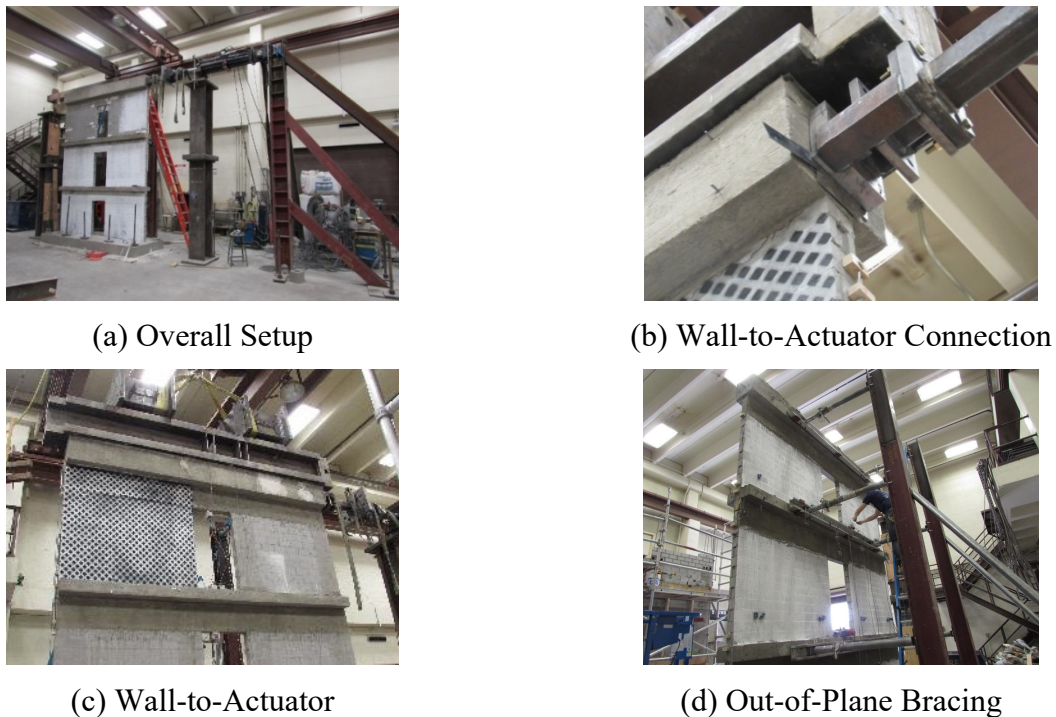 (a) Overall Setup
(b) Wall-to-Actuator Connection
(c) Wall-to-Actuator
(d) Out-of-Plane Bracing